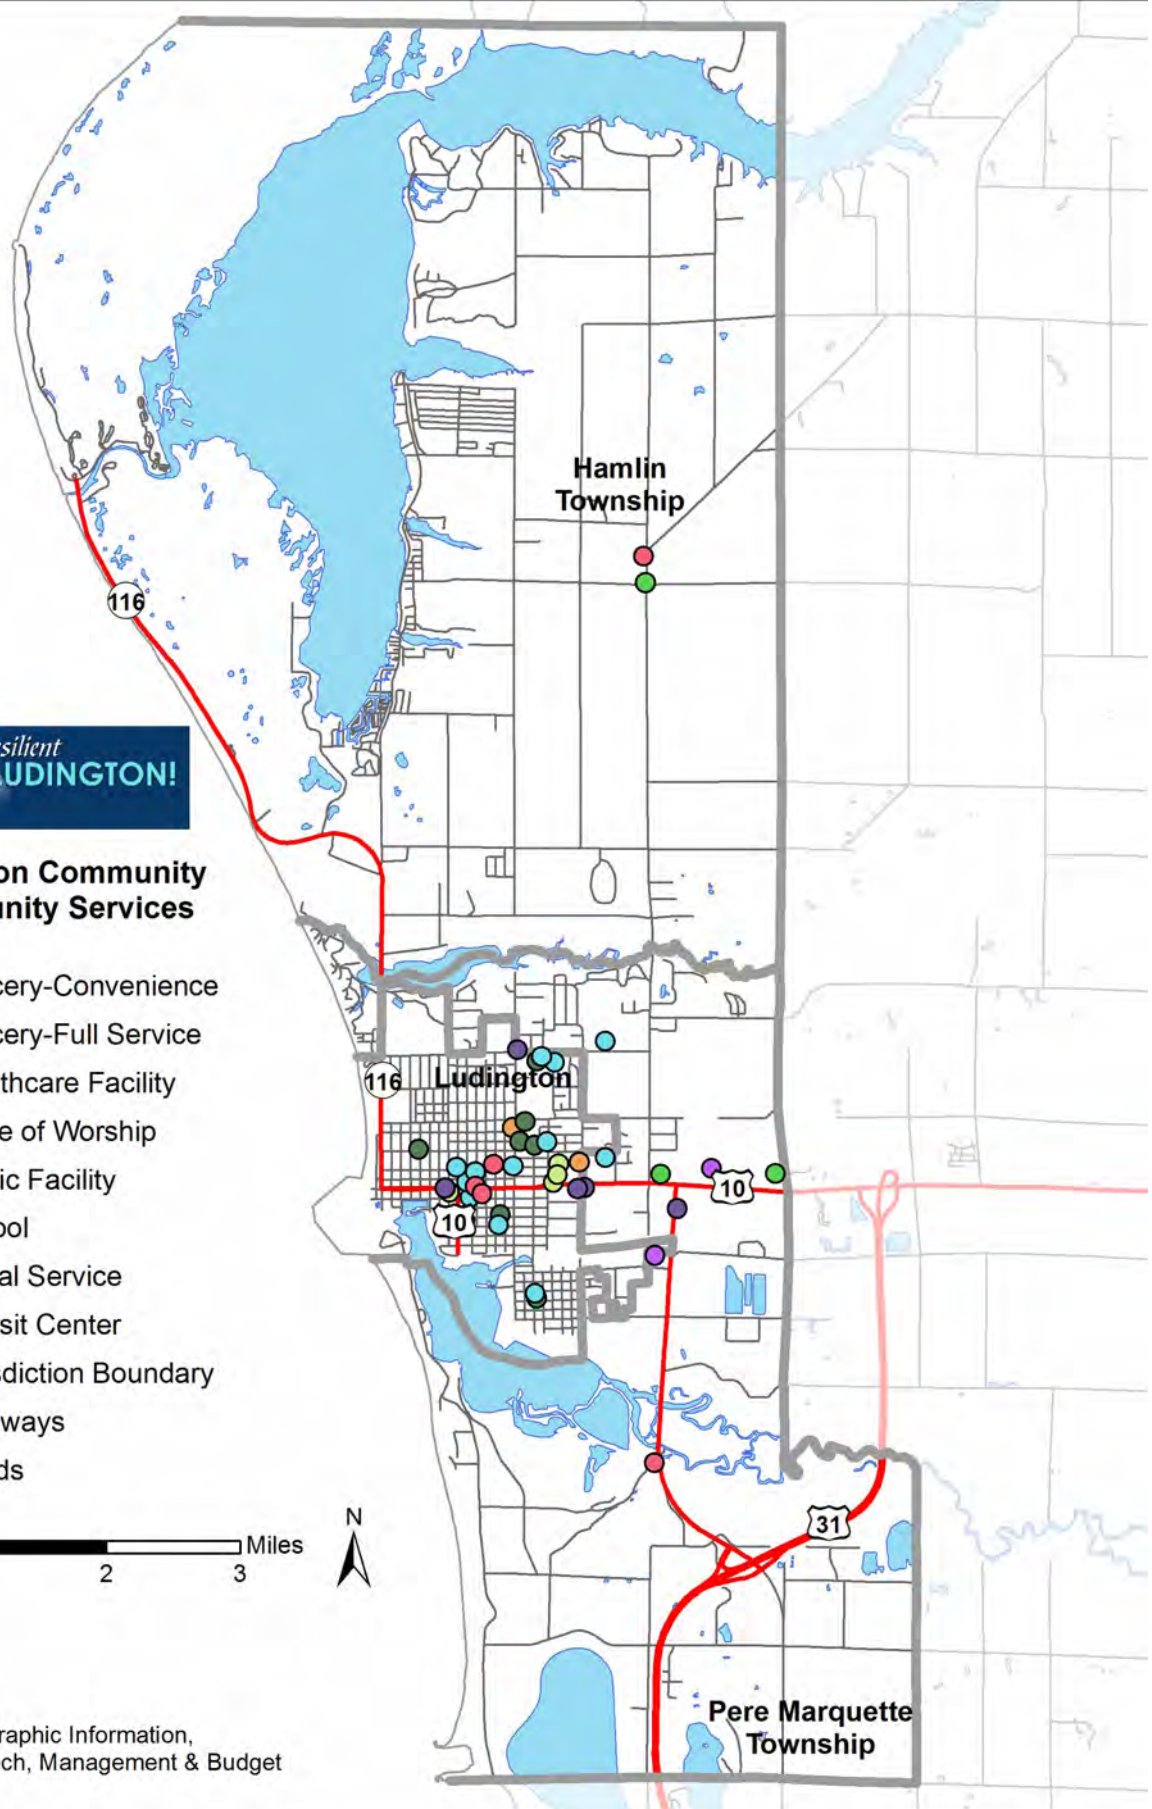 Hamlin
Township
116
silient
UDINGTON!
on Community
unity Services
cery-Convenience
cery-Full Service
lthcare Facility
e of Worship
ic Facility
ool
al Service
sit Center
sdiction Boundary
ways
ds
116
Ludington
10
10
N
Miles
2
3
31
Pere Marquette
Township
raphic Information,
ch, Management & Budget